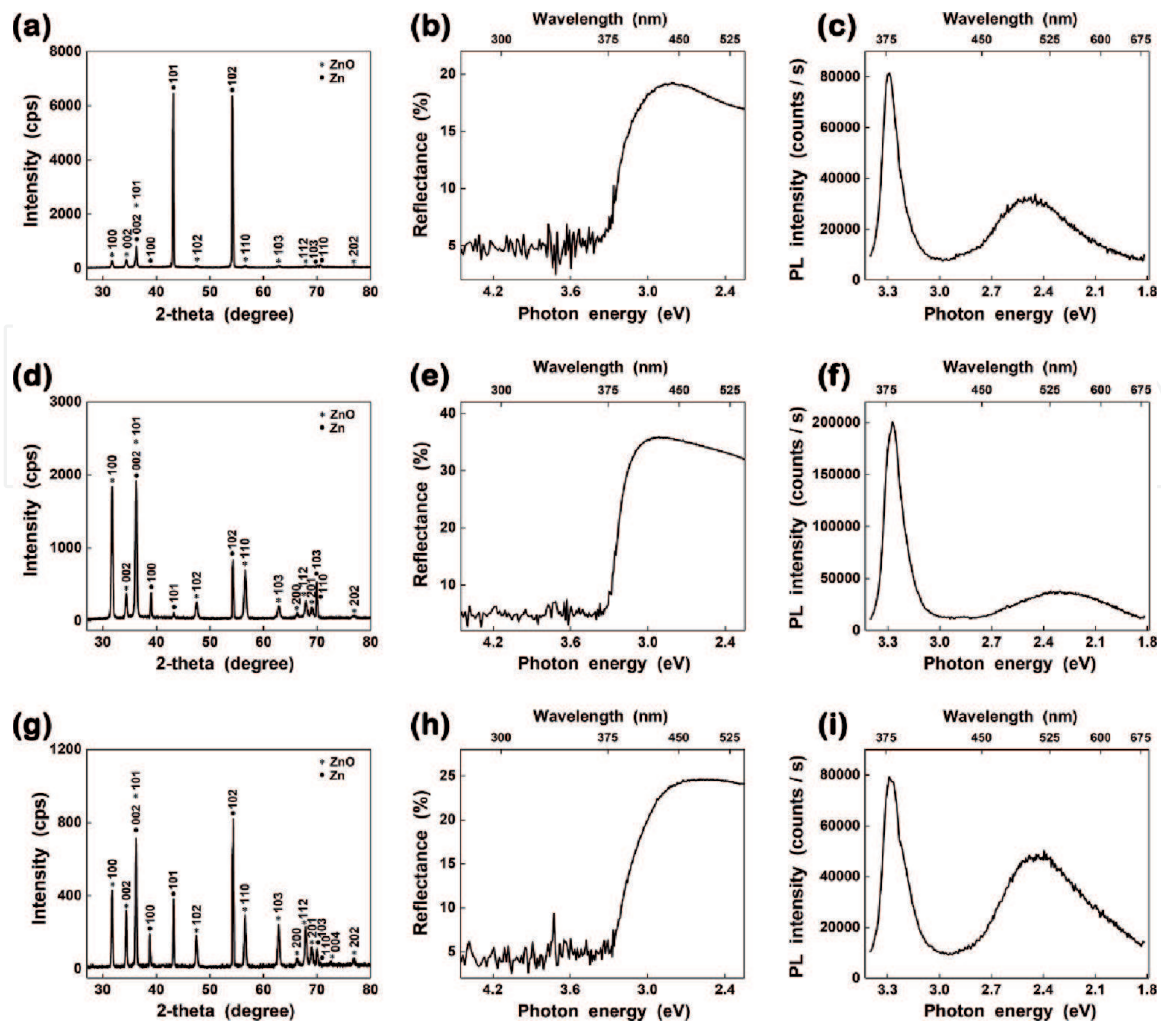 (a)
8000
6000
4000
2000
0
Intensity (cps)
30 40 50 60 70 80
2-theta (degree)
* ZnO
• Zn
*100
*002
•002 *101
•100
•101
*102
•102
*110
*103
*112
•103
•110
*202
(b)
Wavelength (nm)
300 375 450 525
20
15
10
5
Reflectance (%)
4.2 3.6 3.0 2.4
Photon energy (eV)
(c)
Wavelength (nm)
375 450 525 600 675
80000
60000
40000
20000
0
PL intensity (counts / s)
3.3 3.0 2.7 2.4 2.1 1.8
Photon energy (eV)
(d)
3000
2000
1000
0
Intensity (cps)
30 40 50 60 70 80
2-theta (degree)
* ZnO
• Zn
*100
*002
•002 *101
•100
•101
*102
•102
*110
*103
*200
*112
*201
•103
•110
*202
(e)
Wavelength (nm)
300 375 450 525
40
30
20
10
Reflectance (%)
4.2 3.6 3.0 2.4
Photon energy (eV)
(f)
Wavelength (nm)
375 450 525 600 675
200000
150000
100000
50000
0
PL intensity (counts / s)
3.3 3.0 2.7 2.4 2.1 1.8
Photon energy (eV)
(g)
1200
800
400
0
Intensity (cps)
30 40 50 60 70 80
2-theta (degree)
* ZnO
• Zn
*100
*002
•002 *101
•100
•101
*102
•102
*110
*103
*200
*112
*201
•103
•110
*004
*202
(h)
Wavelength (nm)
300 375 450 525
25
20
15
10
5
Reflectance (%)
4.2 3.6 3.0 2.4
Photon energy (eV)
(i)
Wavelength (nm)
375 450 525 600 675
80000
60000
40000
20000
0
PL intensity (counts / s)
3.3 3.0 2.7 2.4 2.1 1.8
Photon energy (eV)